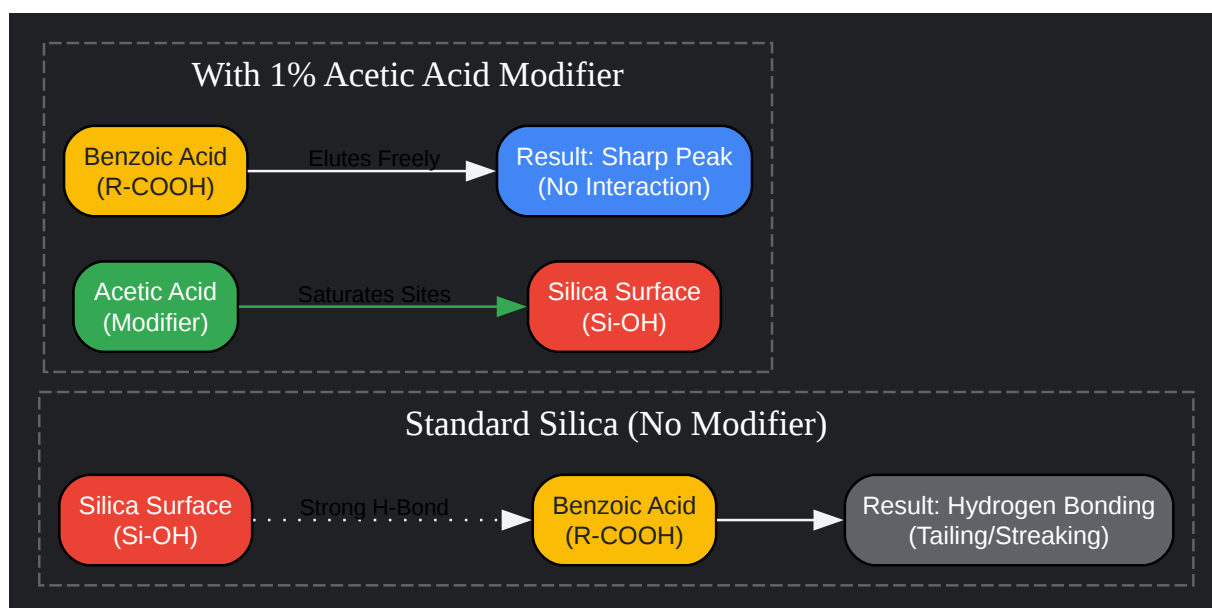 With 1% Acetic Acid Modifier
Benzoic Acid
(R-COOH)
Elutes Freely
Result: Sharp Peak
(No Interaction)
Acetic Acid
(Modifier)
Saturates Sites
Silica Surface
(Si-OH)
Standard Silica (No Modifier)
Silica Surface
(Si-OH)
Strong H-Bond
Benzoic Acid
(R-COOH)
Result: Hydrogen Bonding
(Tailing/Streaking)